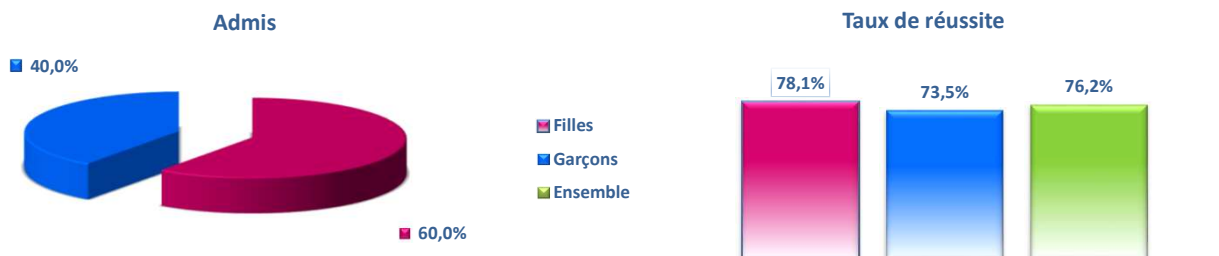 Admis
40,0%
60,0%
Filles
Garçons
Ensemble
Taux de réussite
78,1%
73,5%
76,2%